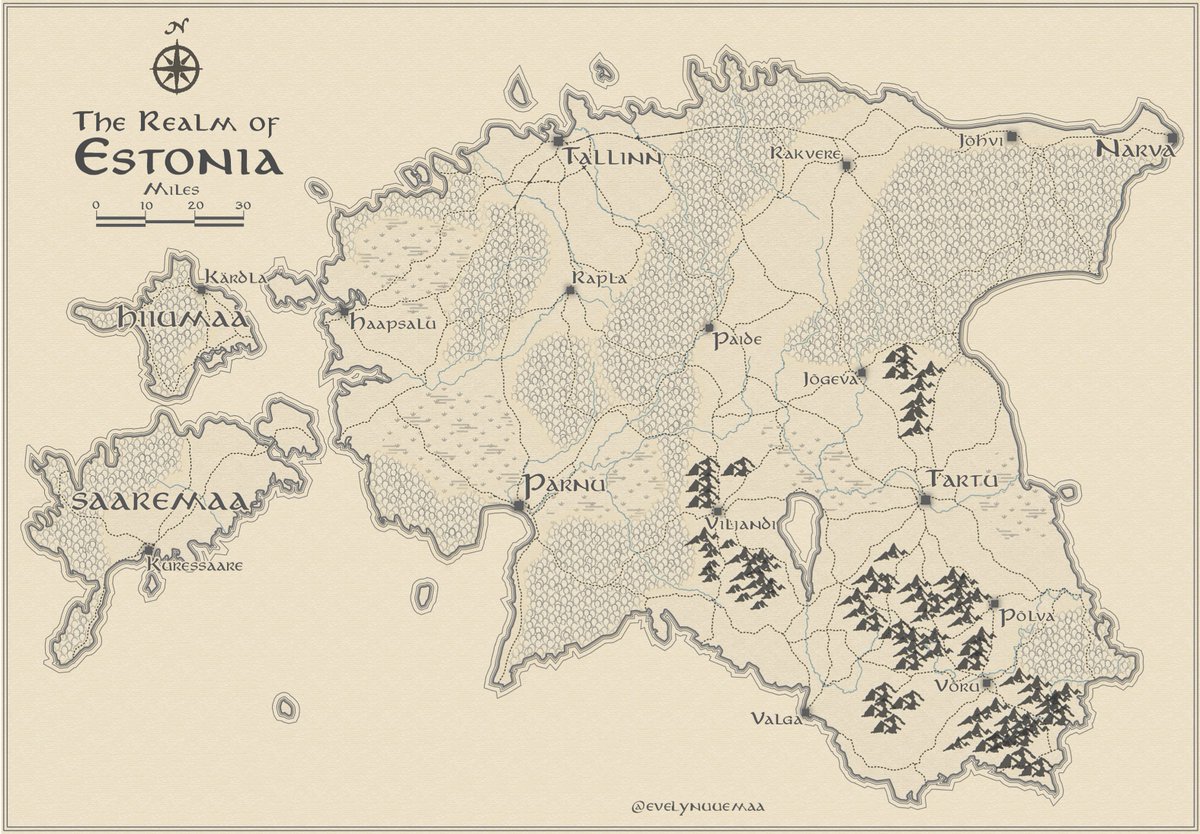 N
The Realm of
Estonia
Miles
0 10 20 30
Tallinn
Rakvere
Jõhvi
Narva
Kärdla
Hiiumaa
Haapsalu
Rapla
Paide
Jõgeva
Saaremaa
Kuressaare
Pärnu
Viljandi
Tartu
Põlva
Võru
Valga
@evelynuuemaa